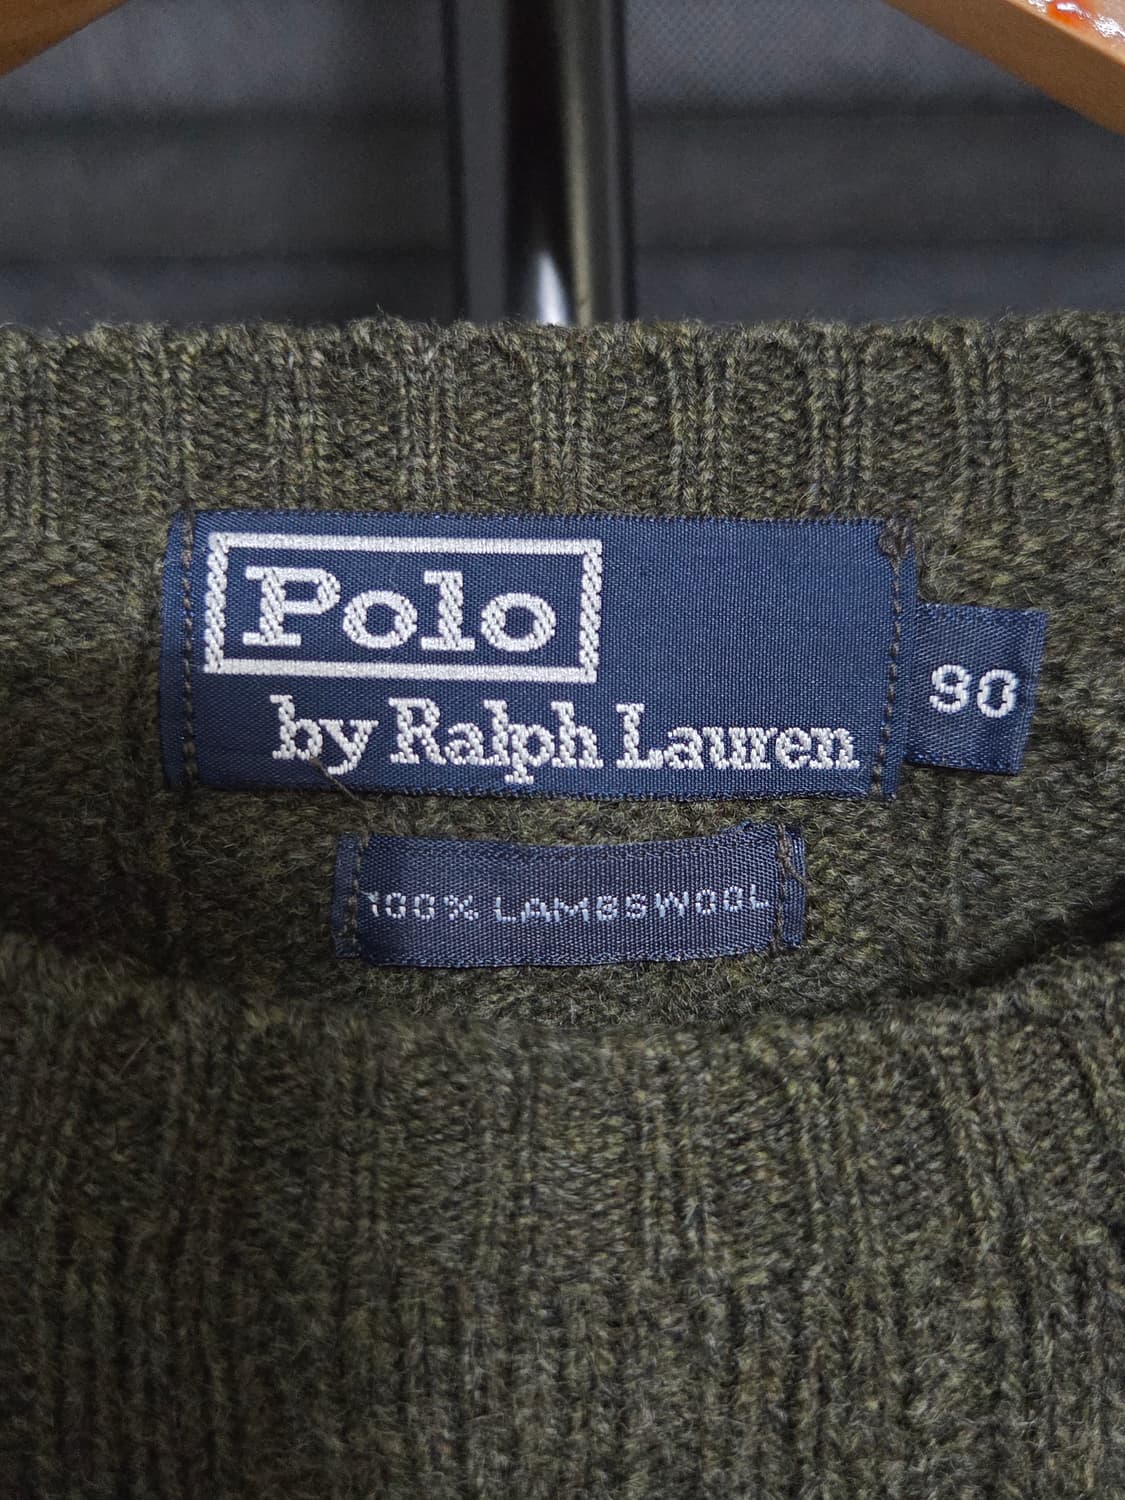 Polo
by Ralph Lauren
90
100% LAMBSWOOL